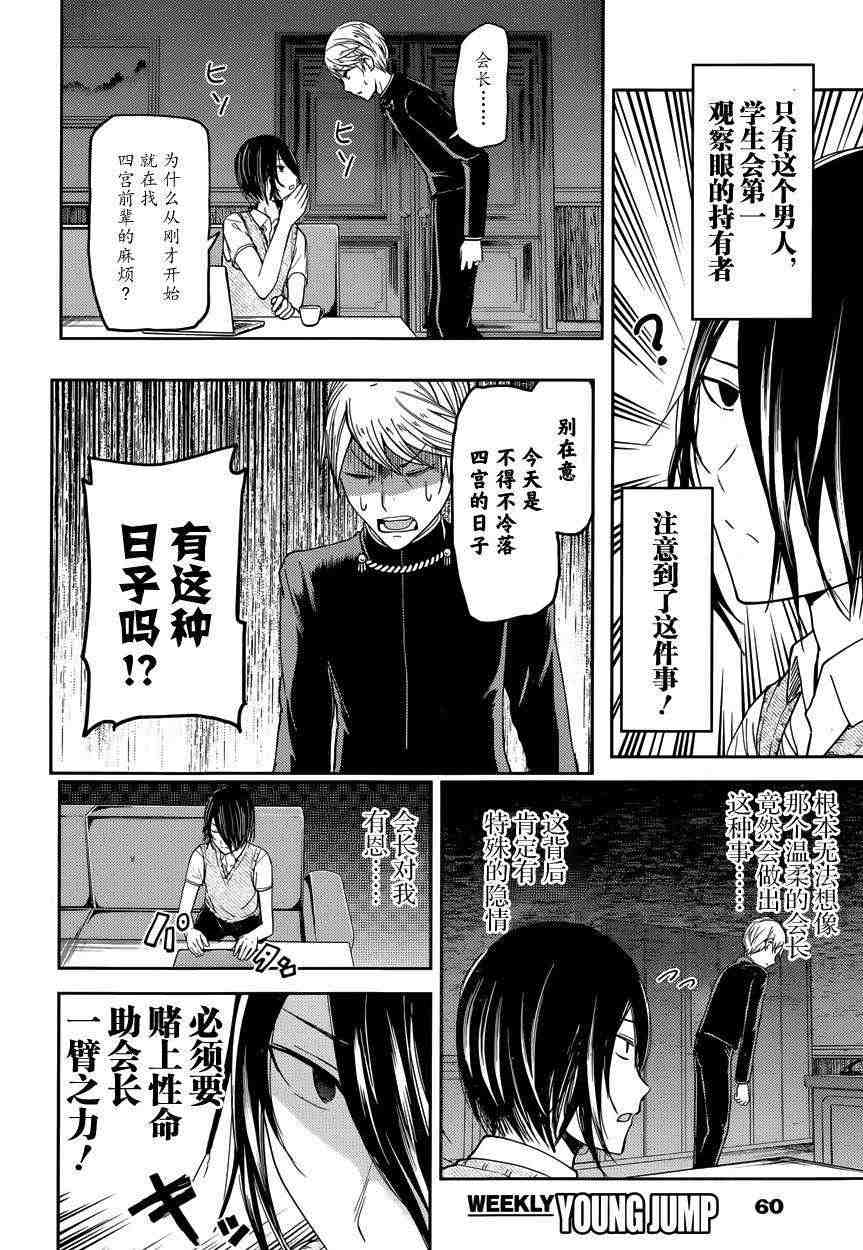 只有这个男人，
学生会第一
观察眼的持有者
？
注意到了这件事！
会长
……
ヒソ
ヒソ
为什么从刚才开始
就在找
四宫前辈的麻烦？
别在意
今天是
不得不冷落
四宫的日子
有这种
日子吗!?
根本无法想像
那个温柔的会长
竟然会做出
这种事……
这背后
肯定有
特殊的隐情
会长对我
有恩……
パタン
必须要
赌上性命
助会长
一臂之力！
WEEKLY YOUNG JUMP 60